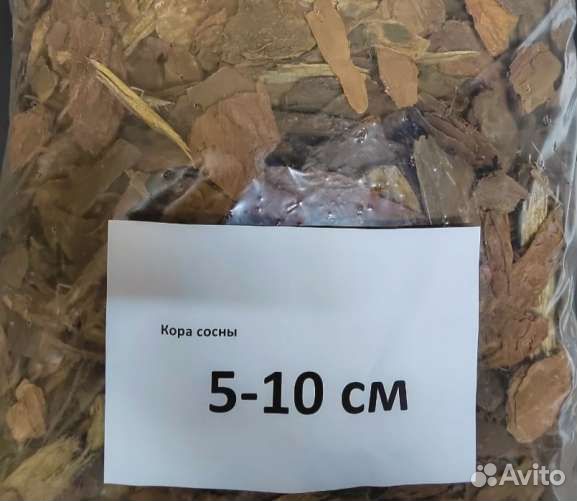 Кора сосны
5-10 см
Avito